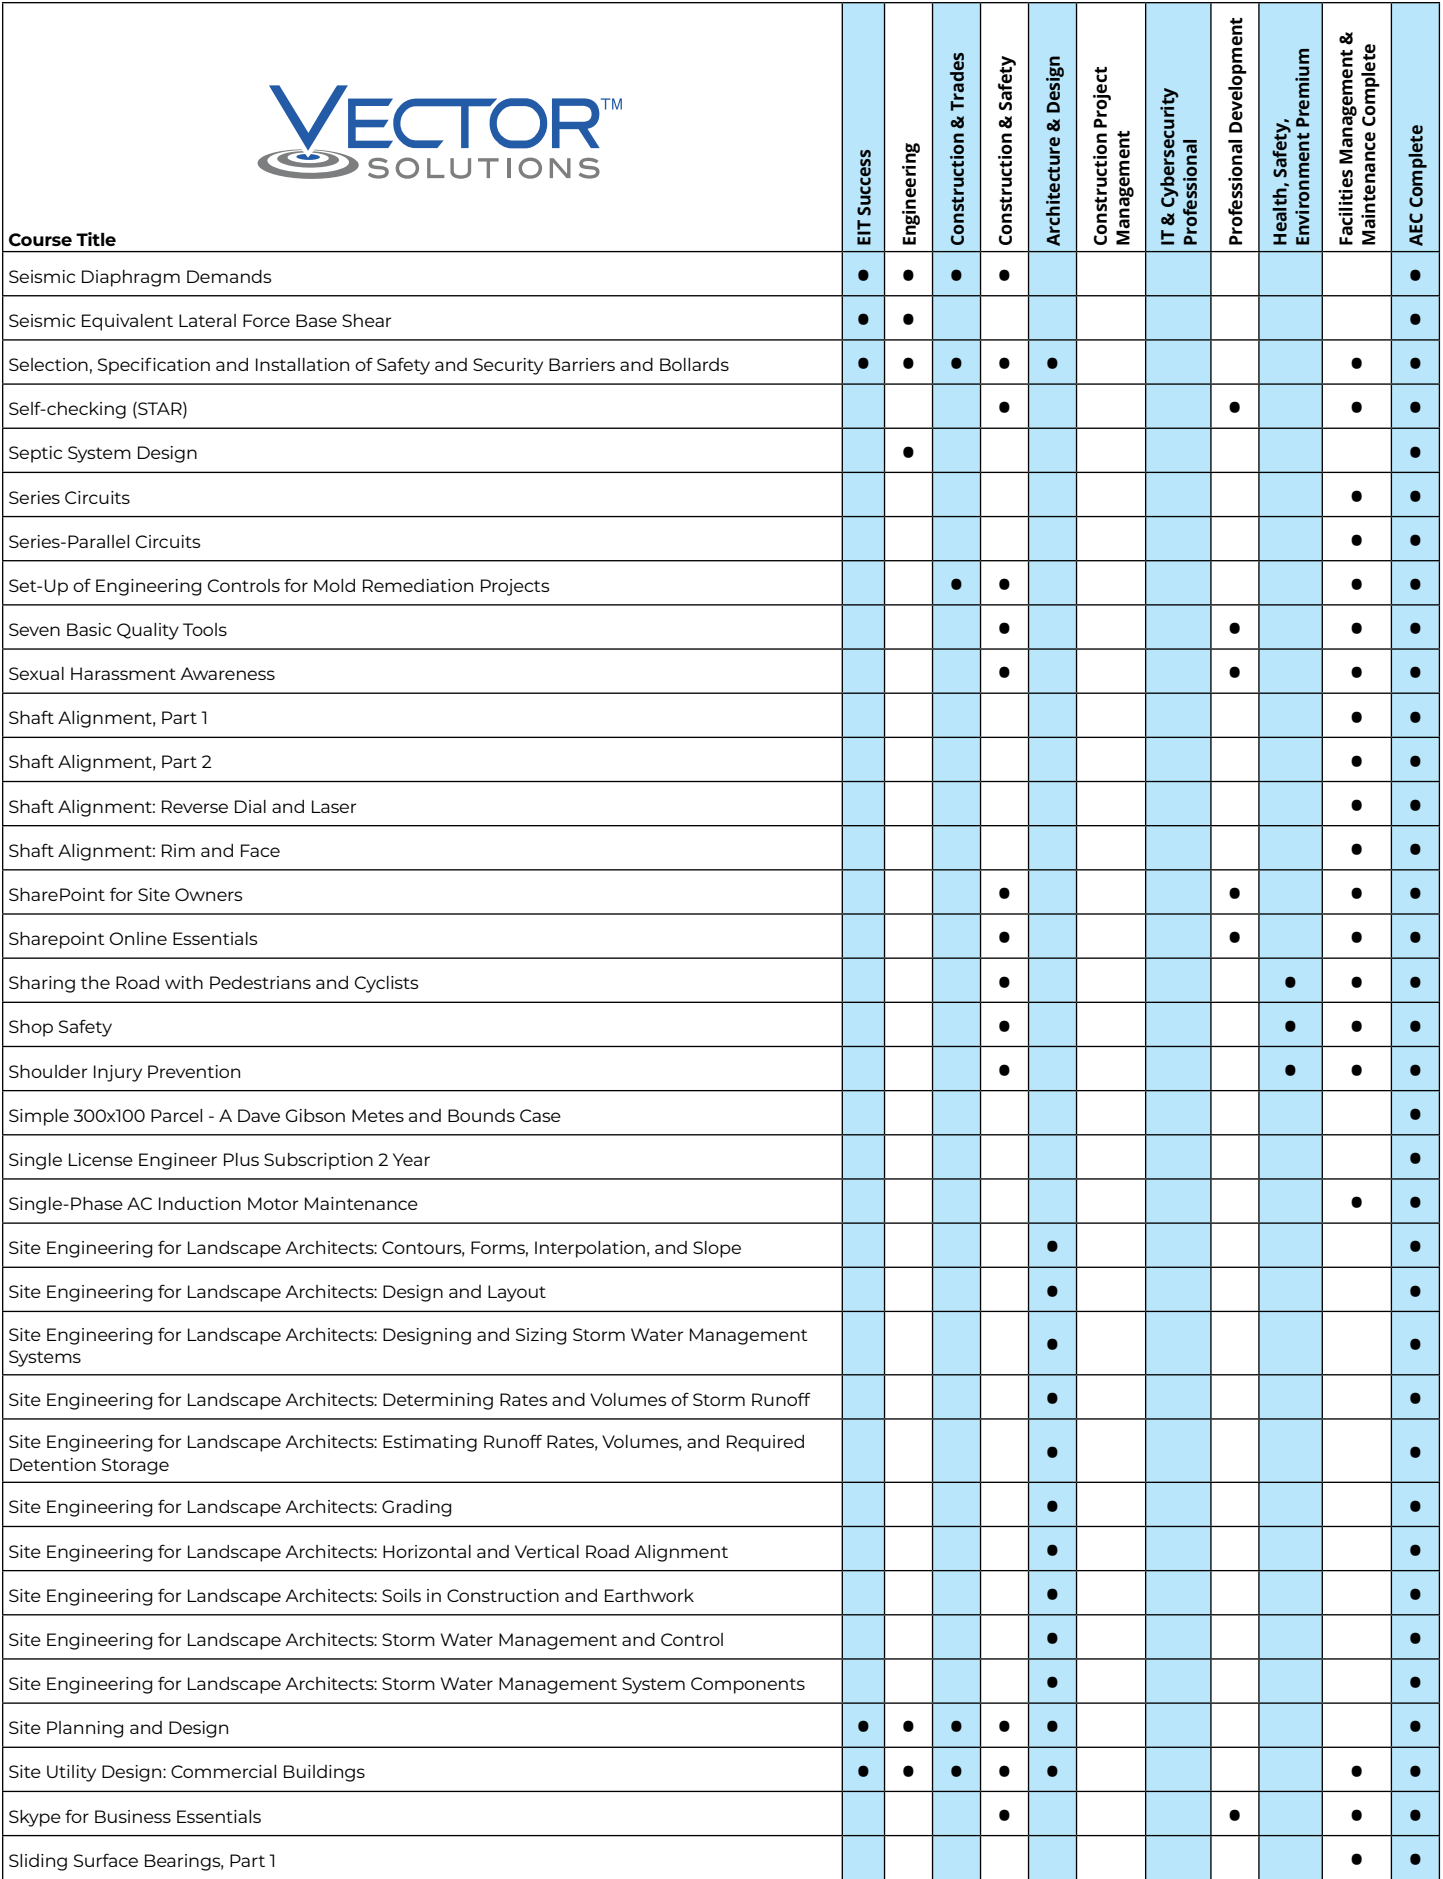 VECTOR™
SOLUTIONS
Course Title
EIT Success
Engineering
Construction & Trades
Construction & Safety
Architecture & Design
Construction Project
Management
IT & Cybersecurity
Professional
Professional Development
Health, Safety,
Environment Premium
Facilities Management &
Maintenance Complete
AEC Complete
Seismic Diaphragm Demands • • • • •
Seismic Equivalent Lateral Force Base Shear • • •
Selection, Specification and Installation of Safety and Security Barriers and Bollards • • • • • • •
Self-checking (STAR) • • • •
Septic System Design • •
Series Circuits • •
Series-Parallel Circuits • •
Set-Up of Engineering Controls for Mold Remediation Projects • • • •
Seven Basic Quality Tools • • • •
Sexual Harassment Awareness • • • •
Shaft Alignment, Part 1 • •
Shaft Alignment, Part 2 • •
Shaft Alignment: Reverse Dial and Laser • •
Shaft Alignment: Rim and Face • •
SharePoint for Site Owners • • • •
Sharepoint Online Essentials • • • •
Sharing the Road with Pedestrians and Cyclists • • • •
Shop Safety • • • •
Shoulder Injury Prevention • • • •
Simple 300x100 Parcel - A Dave Gibson Metes and Bounds Case •
Single License Engineer Plus Subscription 2 Year •
Single-Phase AC Induction Motor Maintenance • •
Site Engineering for Landscape Architects: Contours, Forms, Interpolation, and Slope • •
Site Engineering for Landscape Architects: Design and Layout • •
Site Engineering for Landscape Architects: Designing and Sizing Storm Water Management
Systems • •
Site Engineering for Landscape Architects: Determining Rates and Volumes of Storm Runoff • •
Site Engineering for Landscape Architects: Estimating Runoff Rates, Volumes, and Required
Detention Storage • •
Site Engineering for Landscape Architects: Grading • •
Site Engineering for Landscape Architects: Horizontal and Vertical Road Alignment • •
Site Engineering for Landscape Architects: Soils in Construction and Earthwork • •
Site Engineering for Landscape Architects: Storm Water Management and Control • •
Site Engineering for Landscape Architects: Storm Water Management System Components • •
Site Planning and Design • • • • • •
Site Utility Design: Commercial Buildings • • • • • • •
Skype for Business Essentials • • • •
Sliding Surface Bearings, Part 1 • •